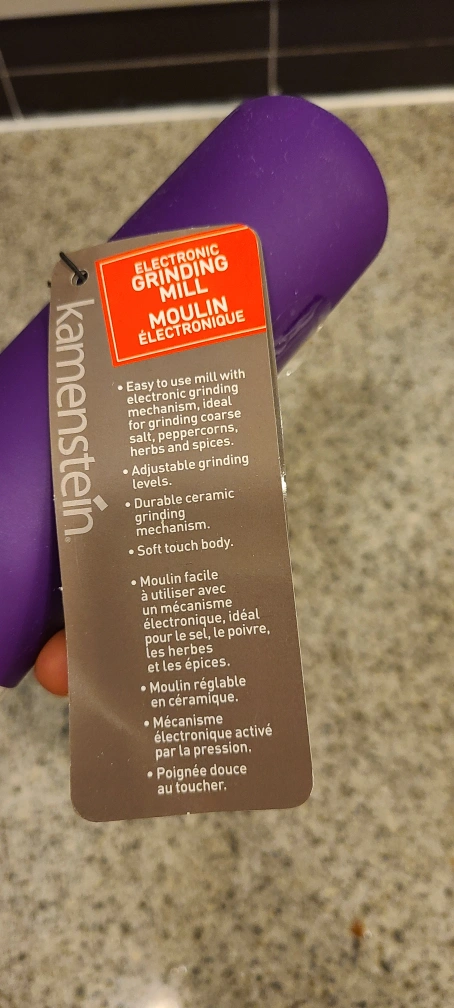 kamenstein.
ELECTRONIC
GRINDING
MILL
MOULIN
ÉLECTRONIQUE
• Easy to use mill with
electronic grinding
mechanism, ideal
for grinding coarse
salt, peppercorns,
herbs and spices.
• Adjustable grinding
levels.
• Durable ceramic
grinding
mechanism.
• Soft touch body.
• Moulin facile
à utiliser avec
un mécanisme
électronique, idéal
pour le sel, le poivre,
les herbes
et les épices.
• Moulin réglable
en céramique.
• Mécanisme
électronique activé
par la pression.
• Poignée douce
au toucher.